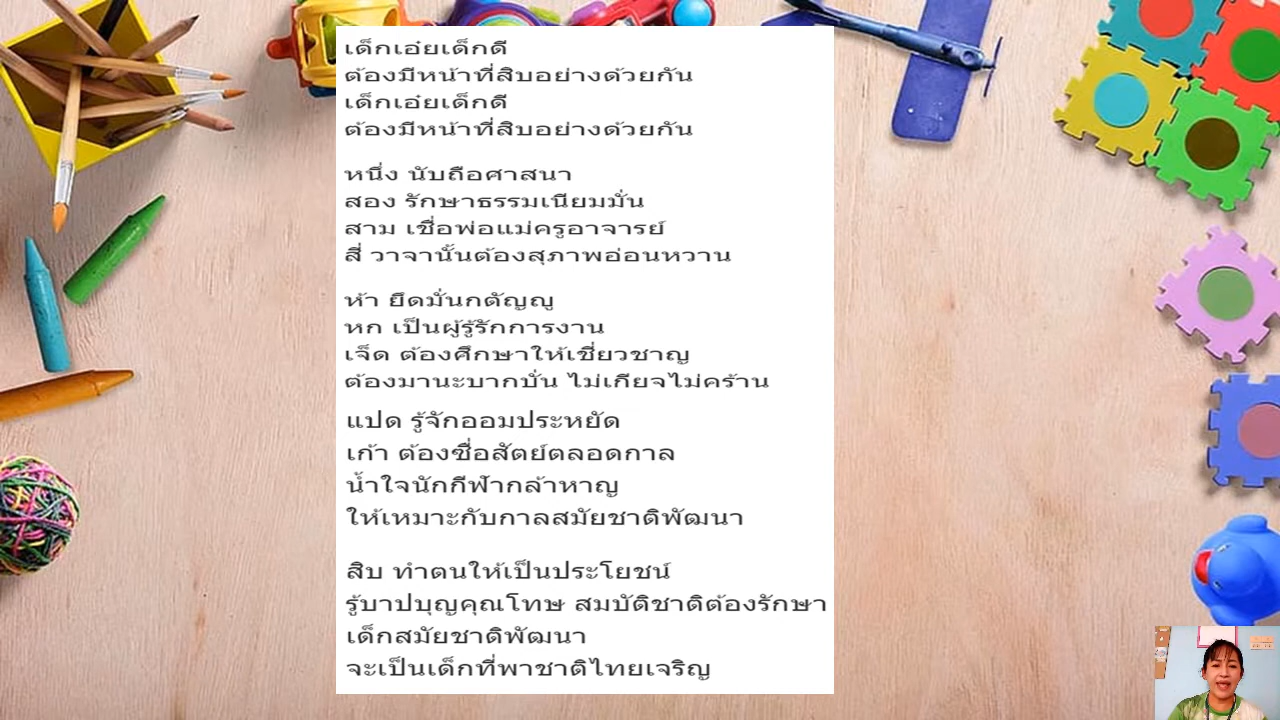 เด็กเอ๋ยเด็กดี
ต้องมีหน้าที่สิบอย่างด้วยกัน
เด็กเอ๋ยเด็กดี
ต้องมีหน้าที่สิบอย่างด้วยกัน
หนึ่ง นับถือศาสนา
สอง รักษาธรรมเนียมมั่น
สาม เชื่อพ่อแม่ครูอาจารย์
สี่ วาจานั้นต้องสุภาพอ่อนหวาน
ห้า ยึดมั่นกตัญญู
หก เป็นผู้รู้รักการงาน
เจ็ด ต้องศึกษาให้เชี่ยวชาญ
ต้องมานะบากบั่น ไม่เกียจไม่คร้าน
แปด รู้จักออมประหยัด
เก้า ต้องซื่อสัตย์ตลอดกาล
น้ำใจนักกีฬากล้าหาญ
ให้เหมาะกับกาลสมัยชาติพัฒนา
สิบ ทำตนให้เป็นประโยชน์
รู้บาปบุญคุณโทษ สมบัติชาติต้องรักษา
เด็กสมัยชาติพัฒนา
จะเป็นเด็กที่พาชาติไทยเจริญ